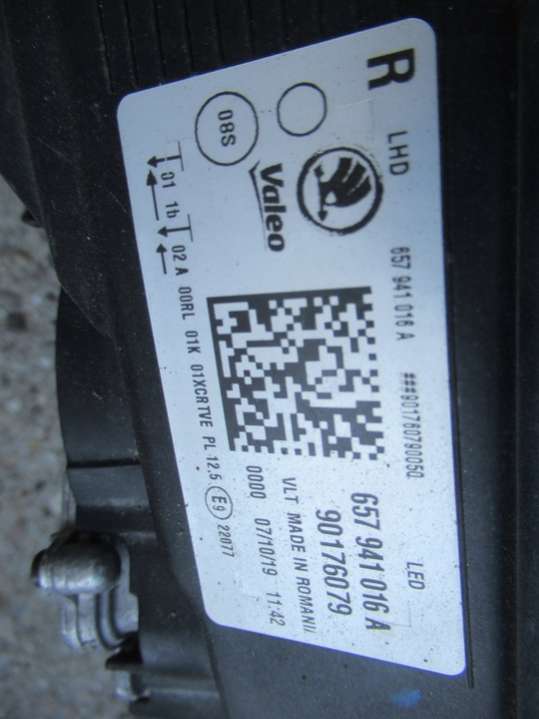 R LHD 657 941 016 A ###90176079005Q LED
657 941 016 A
90176079
Valeo
VLT MADE IN ROMANIA
08S
0000 07/10/19 11:42
01 1b 02 A 00RL 01K 01XCRTVE PL 12,5 E9 22077